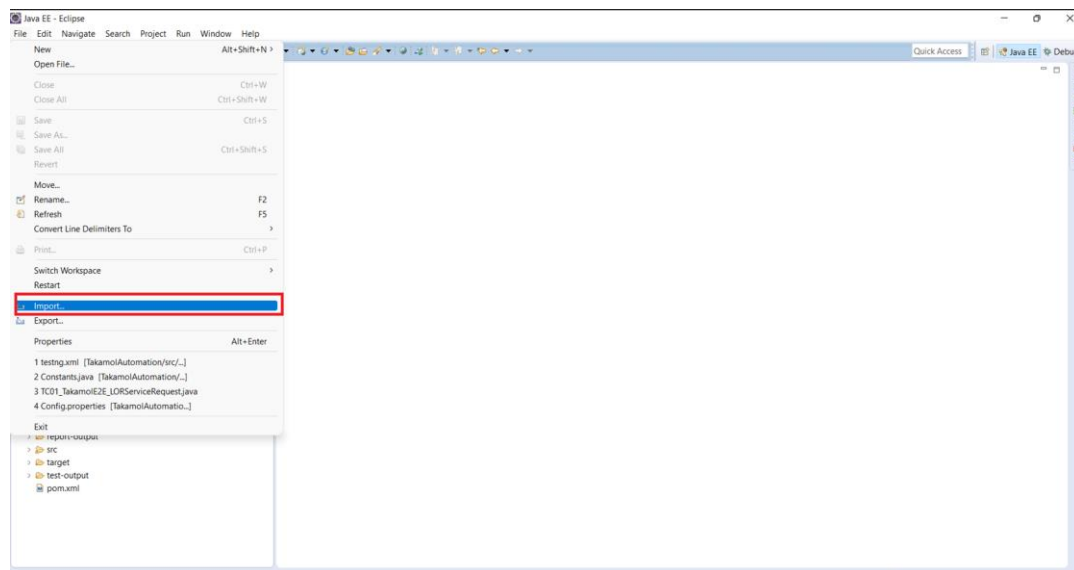 Java EE - Eclipse
File Edit Navigate Search Project Run Window Help
New Alt+Shift+N >
Quick Access Java EE Debu
Open File...
Close Ctrl+W
Close All Ctrl+Shift+W
Save Ctrl+S
Save As...
Save All Ctrl+Shift+S
Revert
Move...
Rename... F2
Refresh F5
Convert Line Delimiters To >
Print... Ctrl+P
Switch Workspace >
Restart
Import...
Export...
Properties Alt+Enter
1 testng.xml [TakamolAutomation/src/...]
2 Constants.java [TakamolAutomation/...]
3 TC01_TakamolE2E_LORServiceRequest.java
4 Config.properties [TakamolAutomatio...]
Exit
> report-output
> src
> target
> test-output
pom.xml